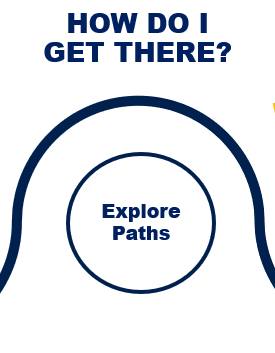 HOW DO I
GET THERE?
Explore
Paths